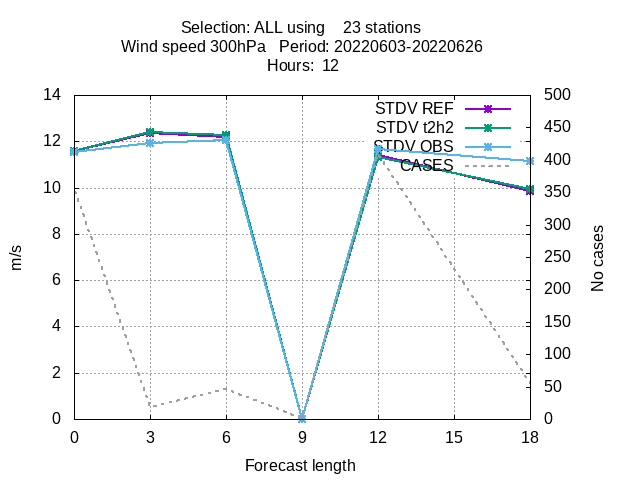 Selection: ALL using    23 stations
Wind speed 300hPa   Period: 20220603-20220626
Hours:  12
14 500
STDV REF
450
STDV t2h2
12
STDV OBS
400
CASES
10 350
300
8
250
m/s
No cases
6 200
150
4
100
2
50
0 0
0 3 6 9 12 15 18
Forecast length